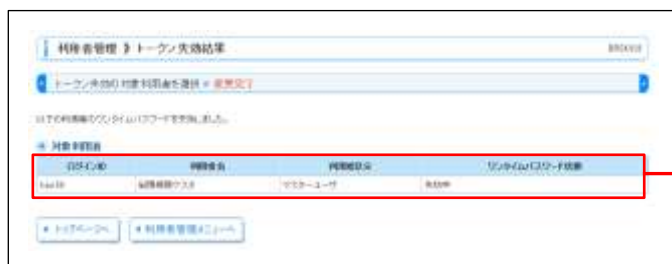 利用者管理 》 トークン失効結果
トークン失効の対象利用者を選択 » 変更完了
以下の利用者のワンタイムパスワードを失効しました。
対象利用者
ログインID 利用者名 利用者区分 ワンタイムパスワード状態
マスターユーザ 失効中
トップページへ 利用者管理メニューへ